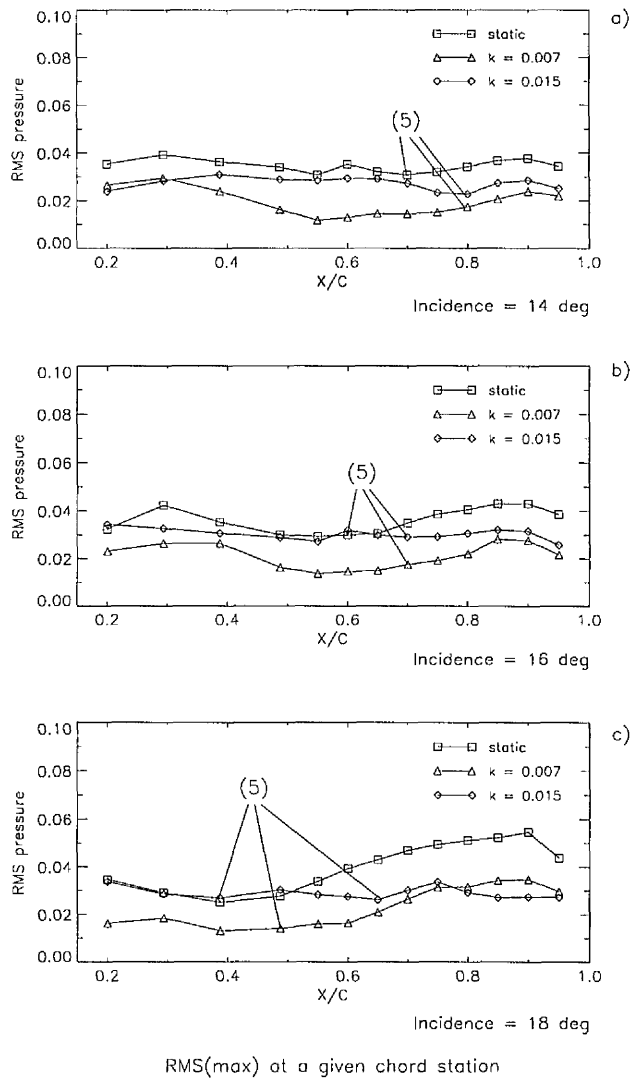 a)
0.10
0.08
0.06
0.04
0.02
0.00
RMS pressure
static
k = 0.007
k = 0.015
(5)
0.2 0.4 0.6 0.8 1.0
X/C
Incidence = 14 deg
b)
0.10
0.08
0.06
0.04
0.02
0.00
RMS pressure
static
k = 0.007
k = 0.015
(5)
0.2 0.4 0.6 0.8 1.0
X/C
Incidence = 16 deg
c)
0.10
0.08
0.06
0.04
0.02
0.00
RMS pressure
static
k = 0.007
k = 0.015
(5)
0.2 0.4 0.6 0.8 1.0
X/C
Incidence = 18 deg
RMS(max) at a given chord station